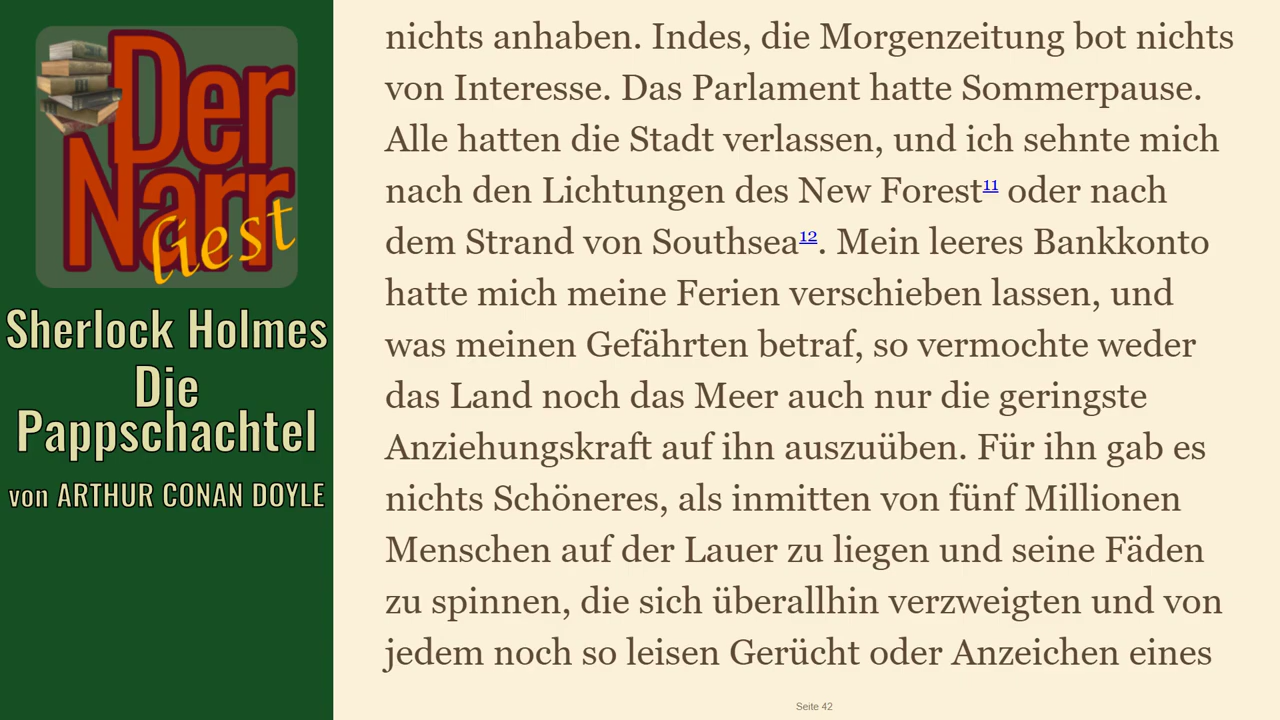 Der
Narr
liest
Sherlock Holmes
Die
Pappschachtel
von ARTHUR CONAN DOYLE
nichts anhaben. Indes, die Morgenzeitung bot nichts
von Interesse. Das Parlament hatte Sommerpause.
Alle hatten die Stadt verlassen, und ich sehnte mich
nach den Lichtungen des New Forest11 oder nach
dem Strand von Southsea12. Mein leeres Bankkonto
hatte mich meine Ferien verschieben lassen, und
was meinen Gefährten betraf, so vermochte weder
das Land noch das Meer auch nur die geringste
Anziehungskraft auf ihn auszuüben. Für ihn gab es
nichts Schöneres, als inmitten von fünf Millionen
Menschen auf der Lauer zu liegen und seine Fäden
zu spinnen, die sich überallhin verzweigten und von
jedem noch so leisen Gerücht oder Anzeichen eines
Seite 42